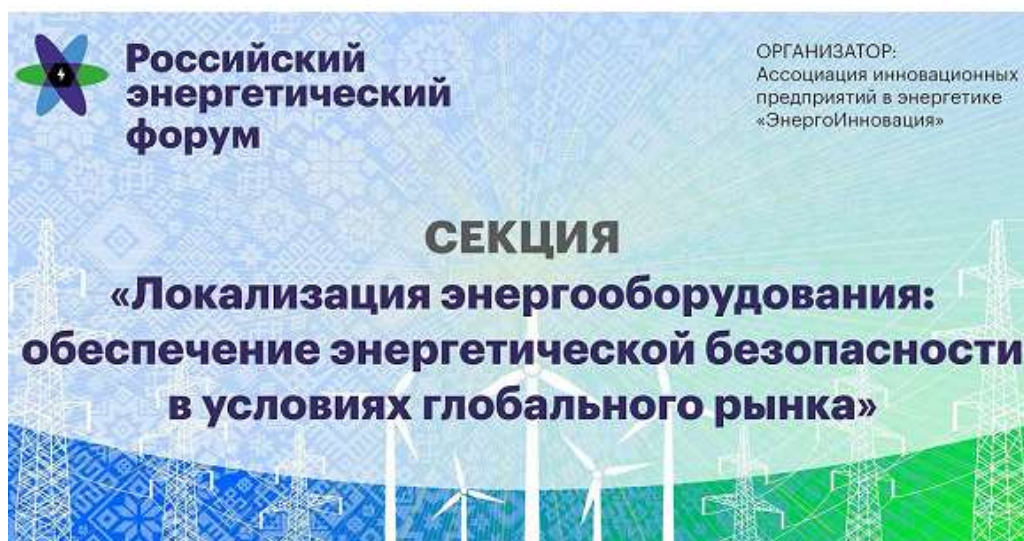 Российский
энергетический
форум
ОРГАНИЗАТОР:
Ассоциация инновационных
предприятий в энергетике
«ЭнергоИнновация»
СЕКЦИЯ
«Локализация энергооборудования:
обеспечение энергетической безопасности
в условиях глобального рынка»